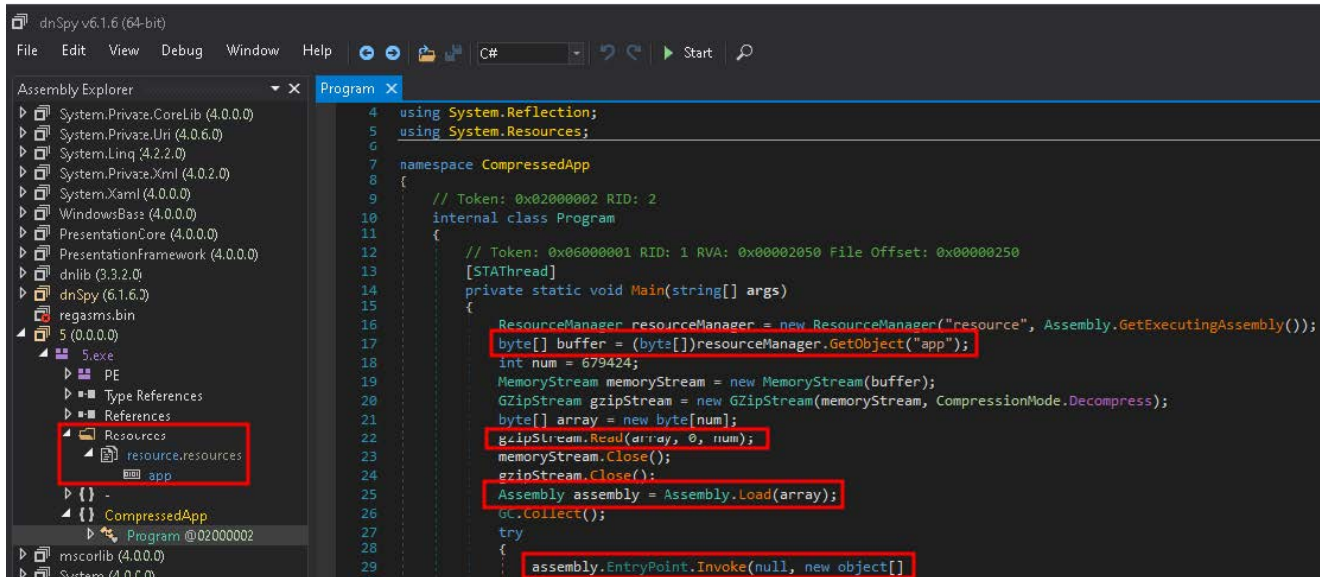 dnSpy v6.1.6 (64-bit)
File Edit View Debug Window Help C# Start
Assembly Explorer
System.Private.CoreLib (4.0.0.0)
System.Private.Uri (4.0.6.0)
System.Linq (4.2.2.0)
System.Private.Xml (4.0.2.0)
System.Xaml (4.0.0.0)
WindowsBase (4.0.0.0)
PresentationCore (4.0.0.0)
PresentationFramework (4.0.0.0)
dnlib (3.3.2.0)
dnSpy (6.1.6.0)
regasms.bin
5 (0.0.0.0)
5.exe
PE
Type References
References
Resources
resource.resources
app
{ } -
{ } CompressedApp
Program @02000002
mscorlib (4.0.0.0)
System (4.0.0.0)
Program
4 using System.Reflection;
5 using System.Resources;
6
7 namespace CompressedApp
8 {
9 // Token: 0x02000002 RID: 2
10 internal class Program
11 {
12 // Token: 0x06000001 RID: 1 RVA: 0x00002050 File Offset: 0x00000250
13 [STAThread]
14 private static void Main(string[] args)
15 {
16 ResourceManager resourceManager = new ResourceManager("resource", Assembly.GetExecutingAssembly());
17 byte[] buffer = (byte[])resourceManager.GetObject("app");
18 int num = 679424;
19 MemoryStream memoryStream = new MemoryStream(buffer);
20 GZipStream gzipStream = new GZipStream(memoryStream, CompressionMode.Decompress);
21 byte[] array = new byte[num];
22 gzipStream.Read(array, 0, num);
23 memoryStream.Close();
24 gzipStream.Close();
25 Assembly assembly = Assembly.Load(array);
26 GC.Collect();
27 try
28 {
29 assembly.EntryPoint.Invoke(null, new object[]